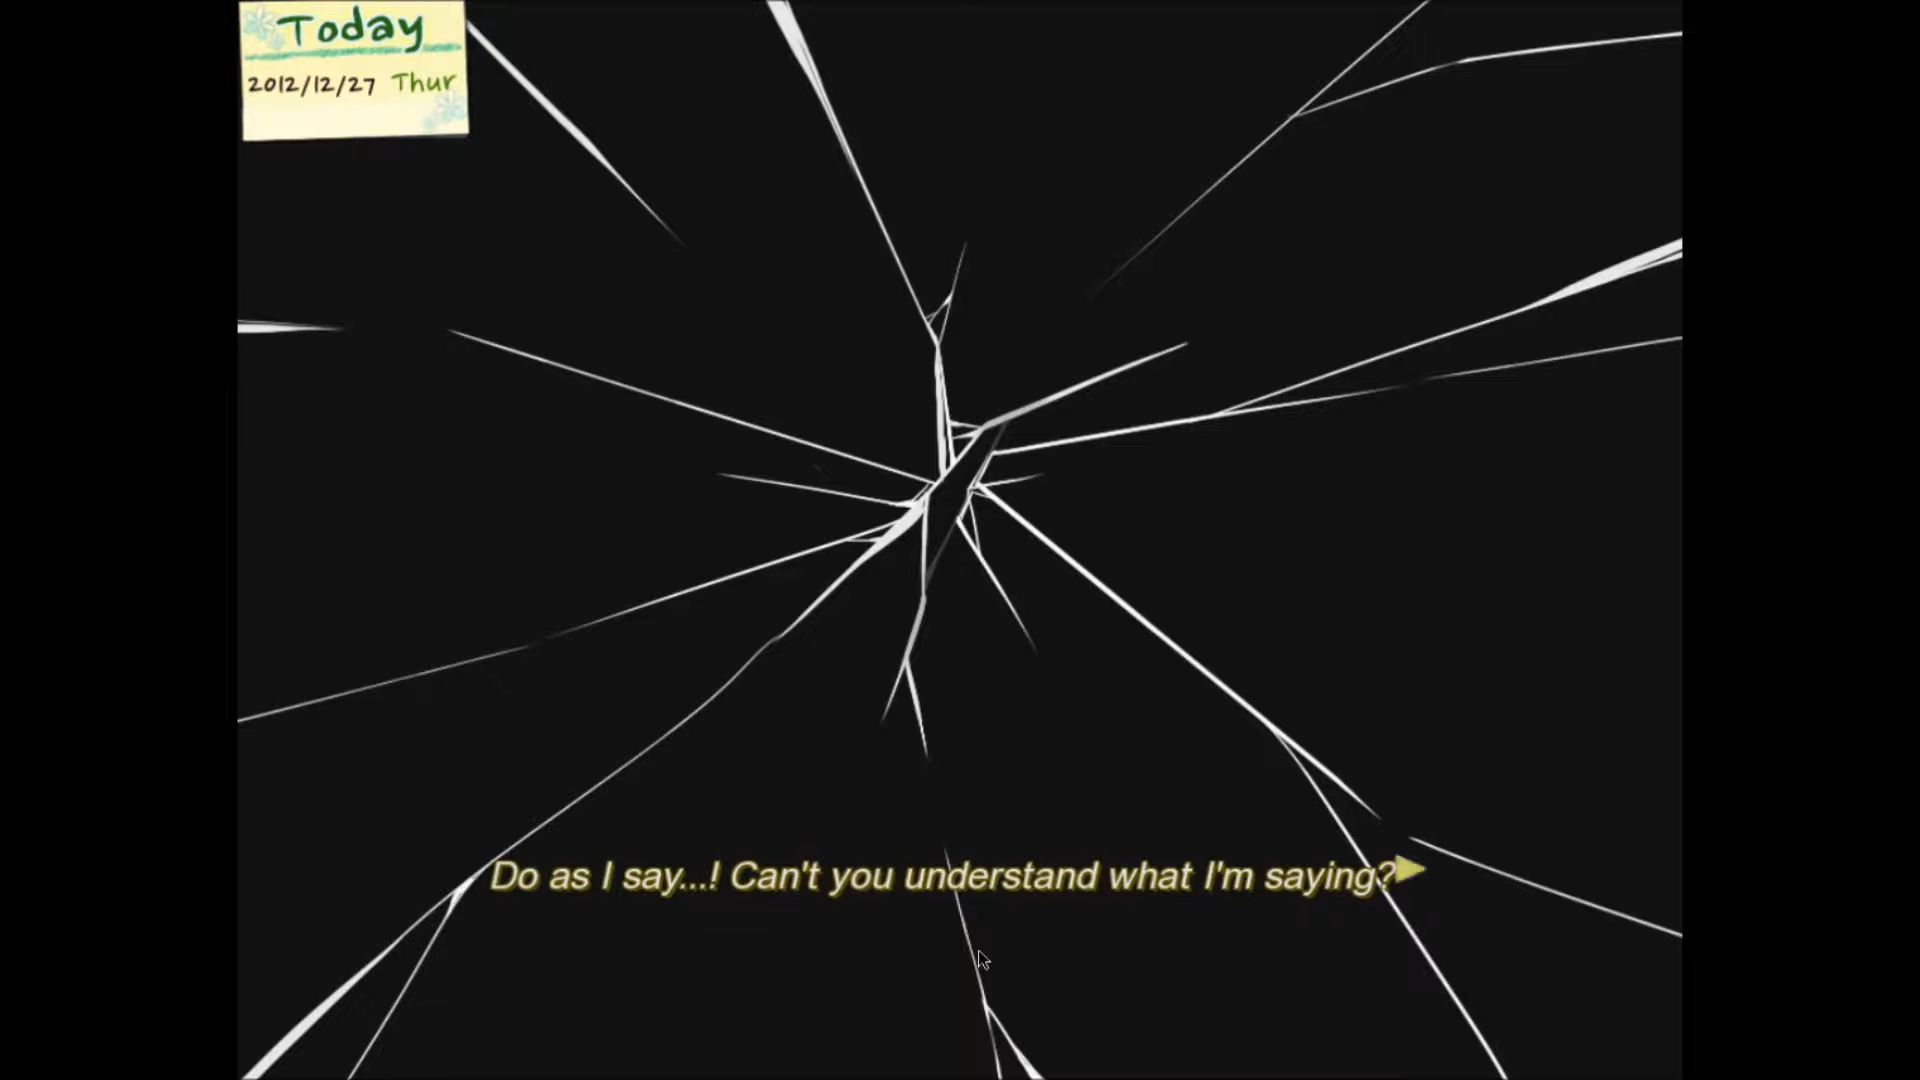 Today
2012/12/27 Thur
Do as I say...! Can't you understand what I'm saying?